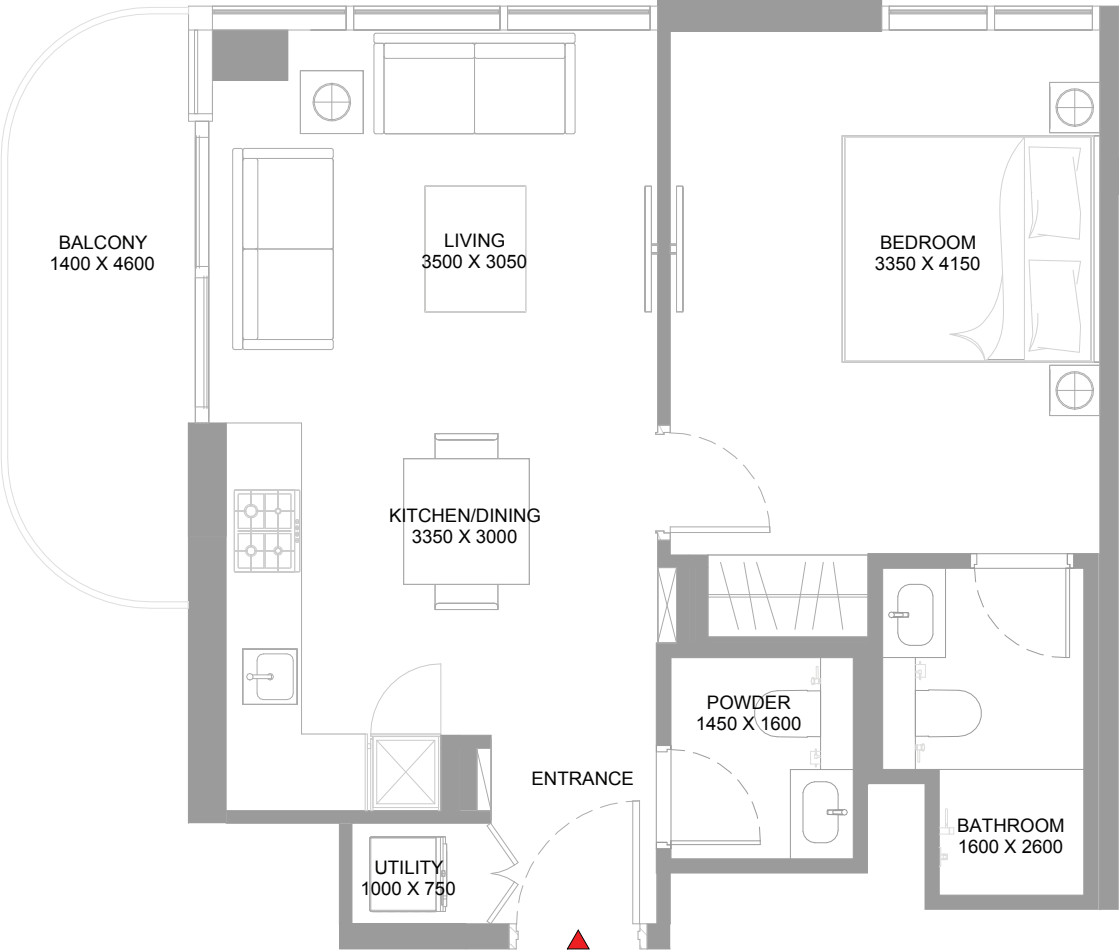 BALCONY
1400 X 4600
LIVING
3500 X 3050
BEDROOM
3350 X 4150
KITCHEN/DINING
3350 X 3000
POWDER
1450 X 1600
ENTRANCE
BATHROOM
1600 X 2600
UTILITY
1000 X 750